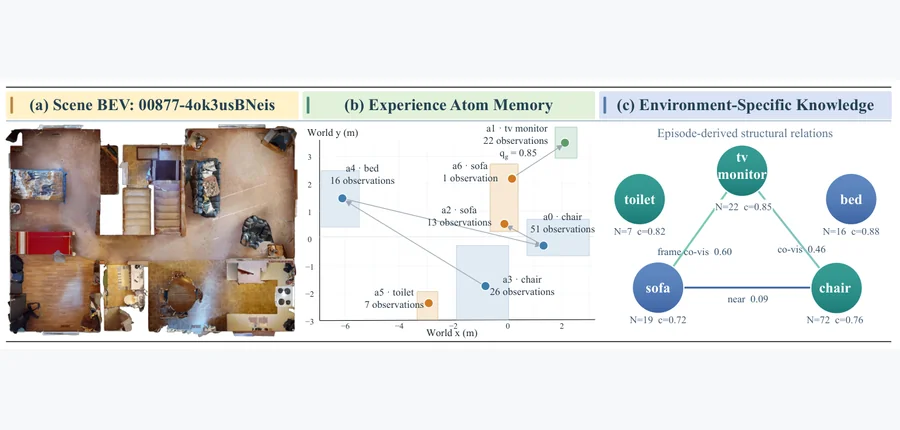 (a) Scene BEV: 00877-4ok3usBNeis
(b) Experience Atom Memory
(c) Environment-Specific Knowledge
World y (m)
a1 · tv monitor
22 observations
qg = 0.85
a4 · bed
16 observations
a6 · sofa
1 observation
a2 · sofa
13 observations
a0 · chair
51 observations
a3 · chair
26 observations
a5 · toilet
7 observations
3
2
1
0
−1
−2
−3
−6
−4
−2
0
2
World x (m)
Episode-derived structural relations
tv
monitor
N=22 c=0.85
toilet
N=7 c=0.82
bed
N=16 c=0.88
frame co-vis 0.60
co-vis 0.46
sofa
N=19 c=0.72
near 0.09
chair
N=72 c=0.76